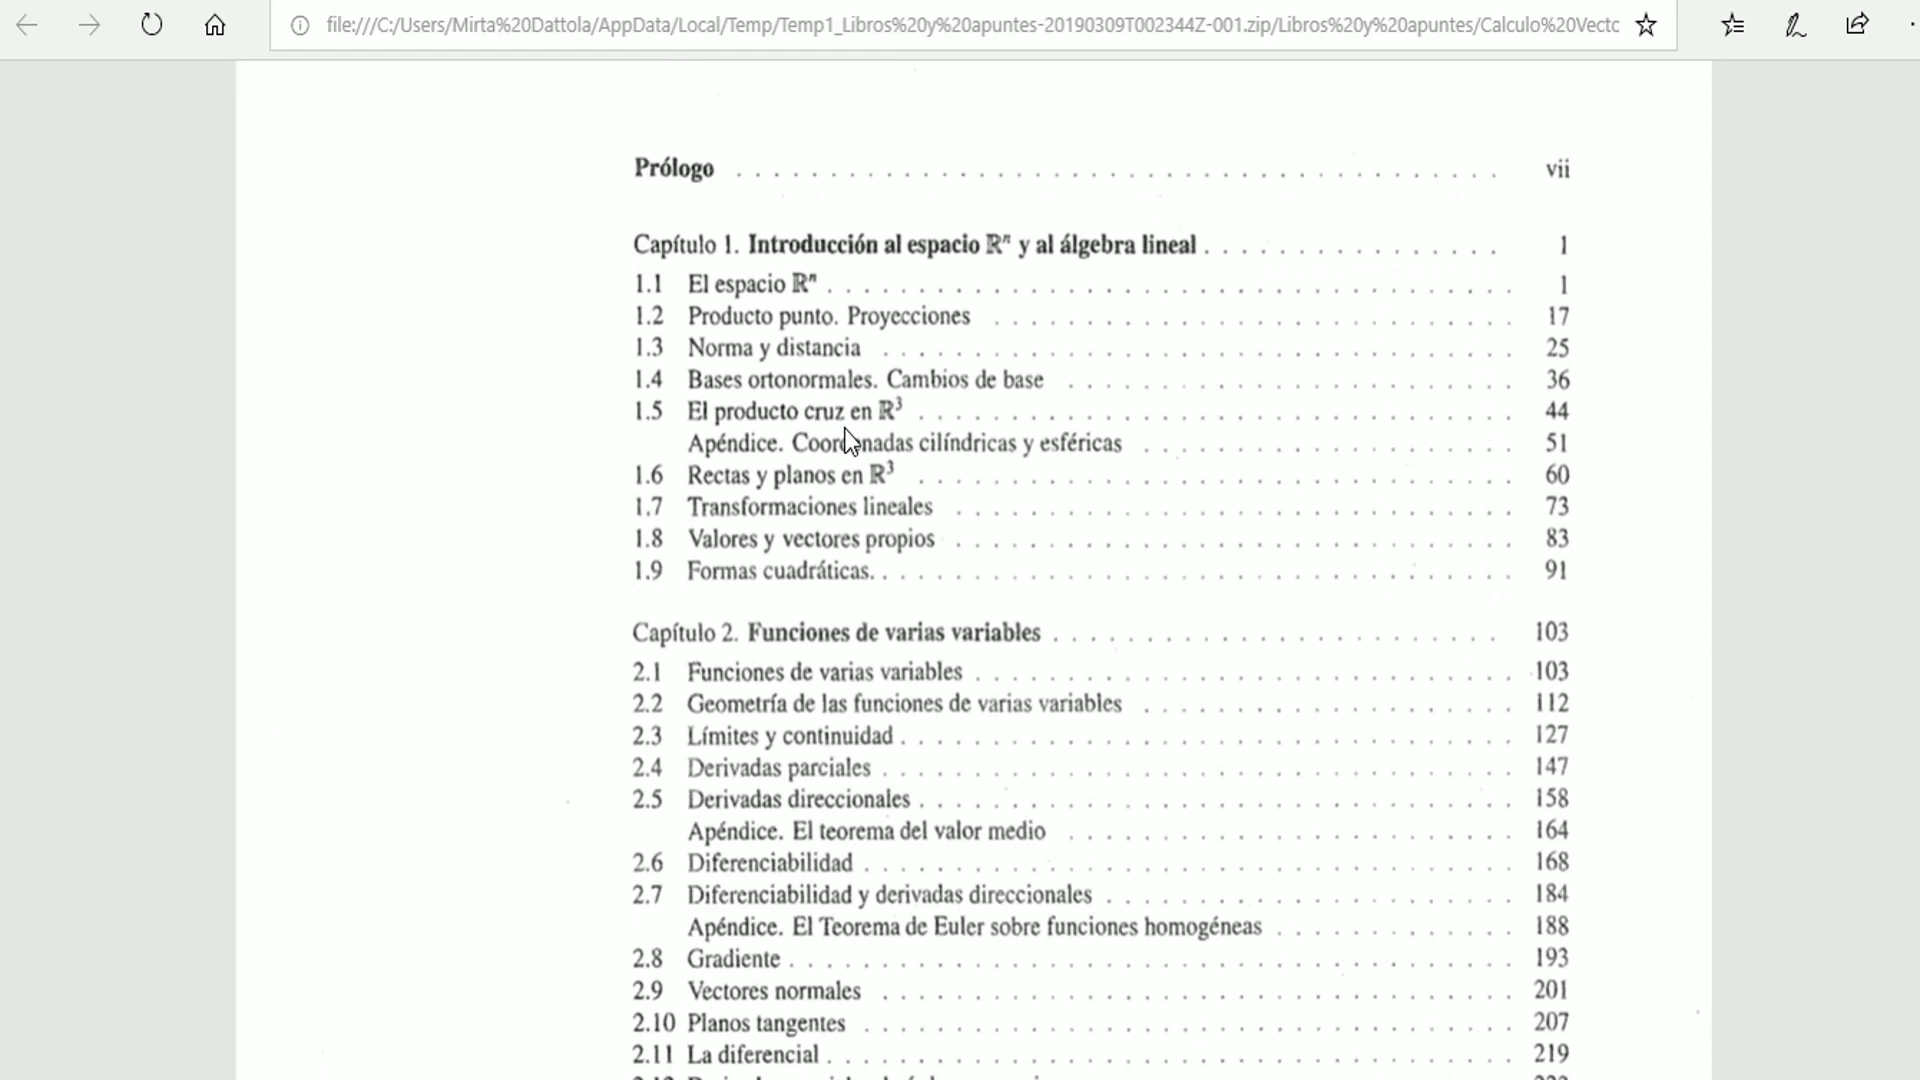 file:///C:/Users/Mirta%20Dattola/AppData/Local/Temp/Temp1_Libros%20y%20apuntes-20190309T002344Z-001.zip/Libros%20y%20apuntes/Calculo%20Vecto
Prólogo . . . . . . . . . . vii
Capítulo 1. Introducción al espacio ℝⁿ y al álgebra lineal . . . . . . . . . . 1
1.1 El espacio ℝⁿ . . . . . . . . . . 1
1.2 Producto punto. Proyecciones . . . . . . . . . . 17
1.3 Norma y distancia . . . . . . . . . . 25
1.4 Bases ortonormales. Cambios de base . . . . . . . . . . 36
1.5 El producto cruz en ℝ³ . . . . . . . . . . 44
Apéndice. Coordenadas cilíndricas y esféricas . . . . . . . . . . 51
1.6 Rectas y planos en ℝ³ . . . . . . . . . . 60
1.7 Transformaciones lineales . . . . . . . . . . 73
1.8 Valores y vectores propios . . . . . . . . . . 83
1.9 Formas cuadráticas. . . . . . . . . . . 91
Capítulo 2. Funciones de varias variables . . . . . . . . . . 103
2.1 Funciones de varias variables . . . . . . . . . . 103
2.2 Geometría de las funciones de varias variables . . . . . . . . . . 112
2.3 Límites y continuidad . . . . . . . . . . 127
2.4 Derivadas parciales . . . . . . . . . . 147
2.5 Derivadas direccionales . . . . . . . . . . 158
Apéndice. El teorema del valor medio . . . . . . . . . . 164
2.6 Diferenciabilidad . . . . . . . . . . 168
2.7 Diferenciabilidad y derivadas direccionales . . . . . . . . . . 184
Apéndice. El Teorema de Euler sobre funciones homogéneas . . . . . . . . . . 188
2.8 Gradiente . . . . . . . . . . 193
2.9 Vectores normales . . . . . . . . . . 201
2.10 Planos tangentes . . . . . . . . . . 207
2.11 La diferencial . . . . . . . . . . 219